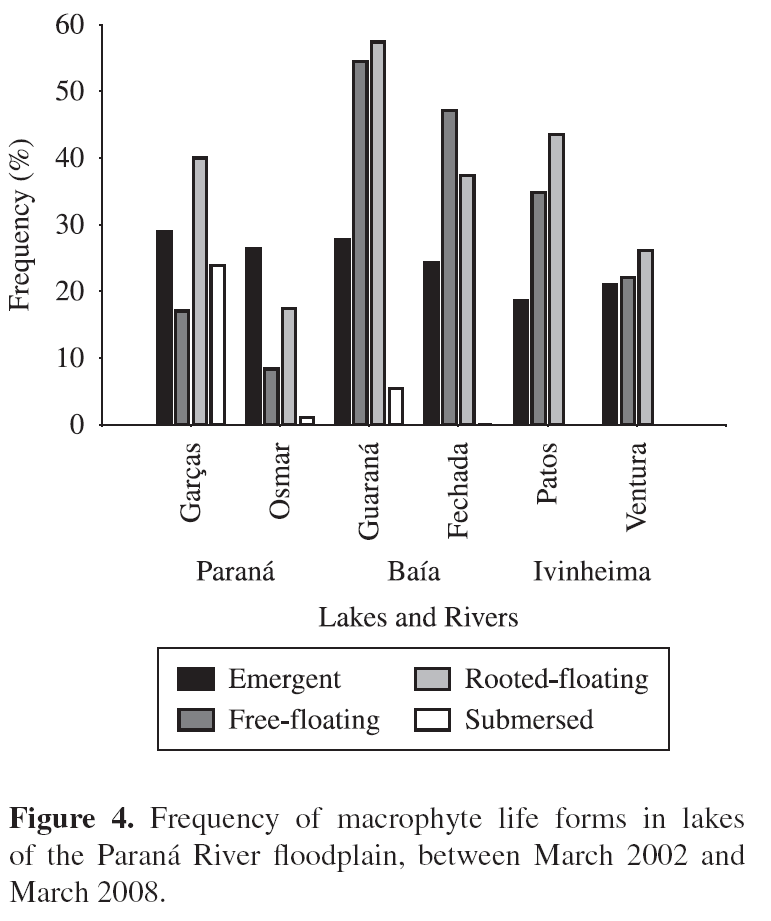 60
50
40
30
20
10
0
Frequency (%)
Garças
Osmar
Guaraná
Fechada
Patos
Ventura
Paraná
Baía
Ivinheima
Lakes and Rivers
Emergent
Rooted-floating
Free-floating
Submersed
Figure 4. Frequency of macrophyte life forms in lakes
of the Paraná River floodplain, between March 2002 and
March 2008.